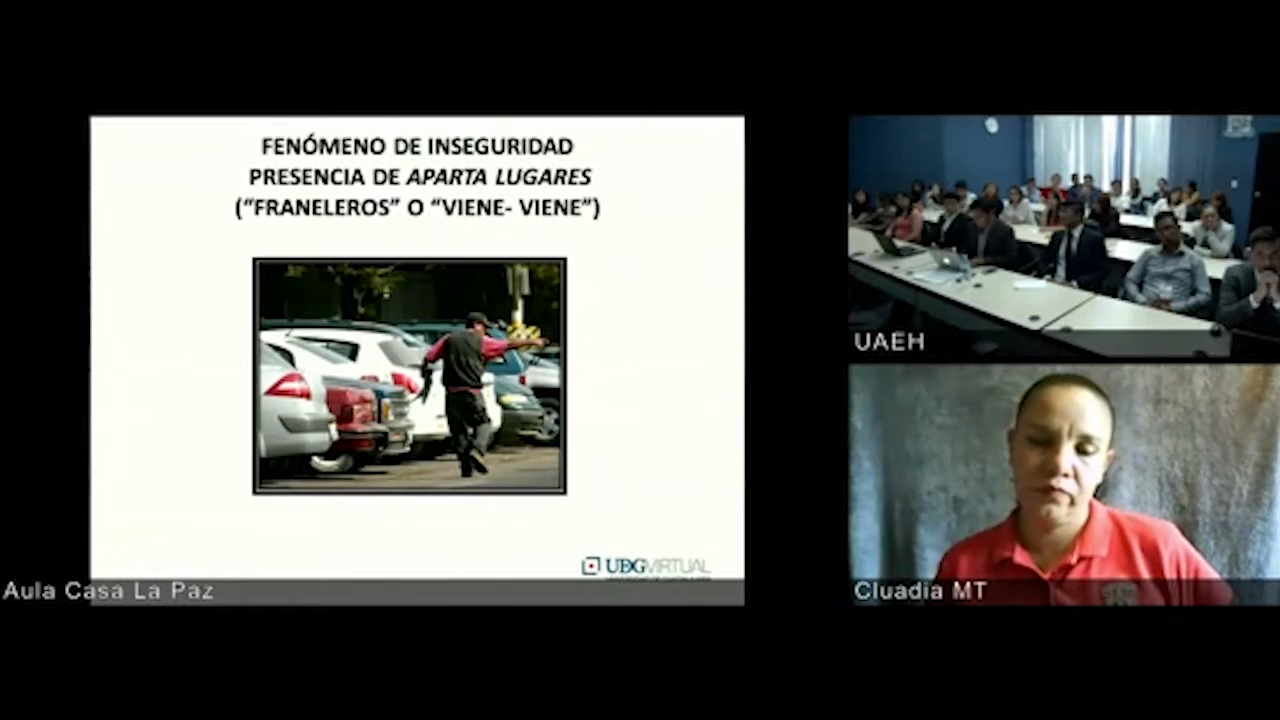 FENÓMENO DE INSEGURIDAD
PRESENCIA DE APARTA LUGARES
(“FRANELEROS” O “VIENE- VIENE”)
UDGVIRTUAL
Aula Casa La Paz
UAEH
Cluadia MT